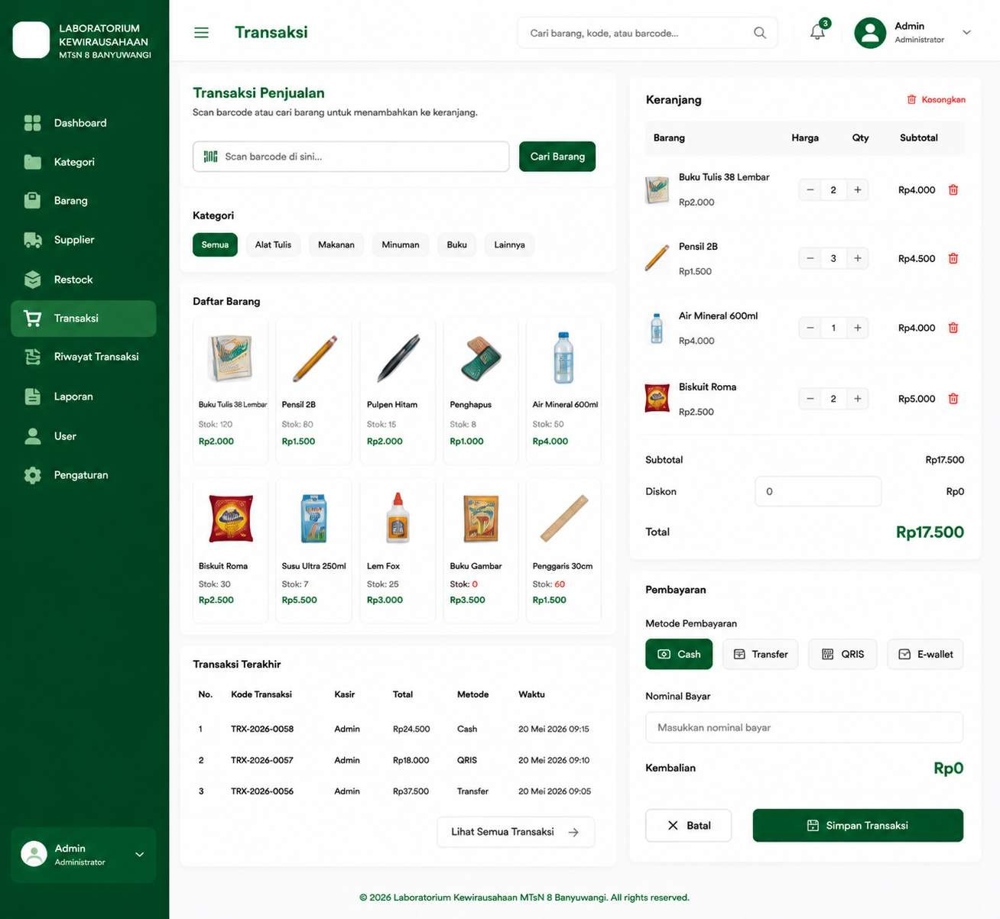 LABORATORIUM
KEWIRAUSAHAAN
MTsN 8 BANYUWANGI
Dashboard
Kategori
Barang
Supplier
Restock
Transaksi
Riwayat Transaksi
Laporan
User
Pengaturan
Admin
Administrator
Transaksi
Cari barang, kode, atau barcode...
3
Admin
Administrator
Transaksi Penjualan
Scan barcode atau cari barang untuk menambahkan ke keranjang.
Scan barcode di sini...
Cari Barang
Kategori
Semua Alat Tulis Makanan Minuman Buku Lainnya
Daftar Barang
Buku Tulis 38 Lembar
Stok: 120
Rp2.000
Pensil 2B
Stok: 80
Rp1.500
Pulpen Hitam
Stok: 15
Rp2.000
Penghapus
Stok: 8
Rp1.000
Air Mineral 600ml
Stok: 50
Rp4.000
Biskuit Roma
Stok: 30
Rp2.500
Susu Ultra 250ml
Stok: 7
Rp5.500
Lem Fox
Stok: 25
Rp3.000
Buku Gambar
Stok: 0
Rp3.500
Penggaris 30cm
Stok: 60
Rp1.500
Transaksi Terakhir
No. Kode Transaksi Kasir Total Metode Waktu
1 TRX-2026-0058 Admin Rp24.500 Cash 20 Mei 2026 09:15
2 TRX-2026-0057 Admin Rp18.000 QRIS 20 Mei 2026 09:10
3 TRX-2026-0056 Admin Rp37.500 Transfer 20 Mei 2026 09:05
Lihat Semua Transaksi →
Keranjang
Kosongkan
Barang Harga Qty Subtotal
Buku Tulis 38 Lembar
Rp2.000
− 2 + Rp4.000
Pensil 2B
Rp1.500
− 3 + Rp4.500
Air Mineral 600ml
Rp4.000
− 1 + Rp4.000
Biskuit Roma
Rp2.500
− 2 + Rp5.000
Subtotal Rp17.500
Diskon 0 Rp0
Total Rp17.500
Pembayaran
Metode Pembayaran
Cash Transfer QRIS E-wallet
Nominal Bayar
Masukkan nominal bayar
Kembalian Rp0
Batal Simpan Transaksi
© 2026 Laboratorium Kewirausahaan MTsN 8 Banyuwangi. All rights reserved.